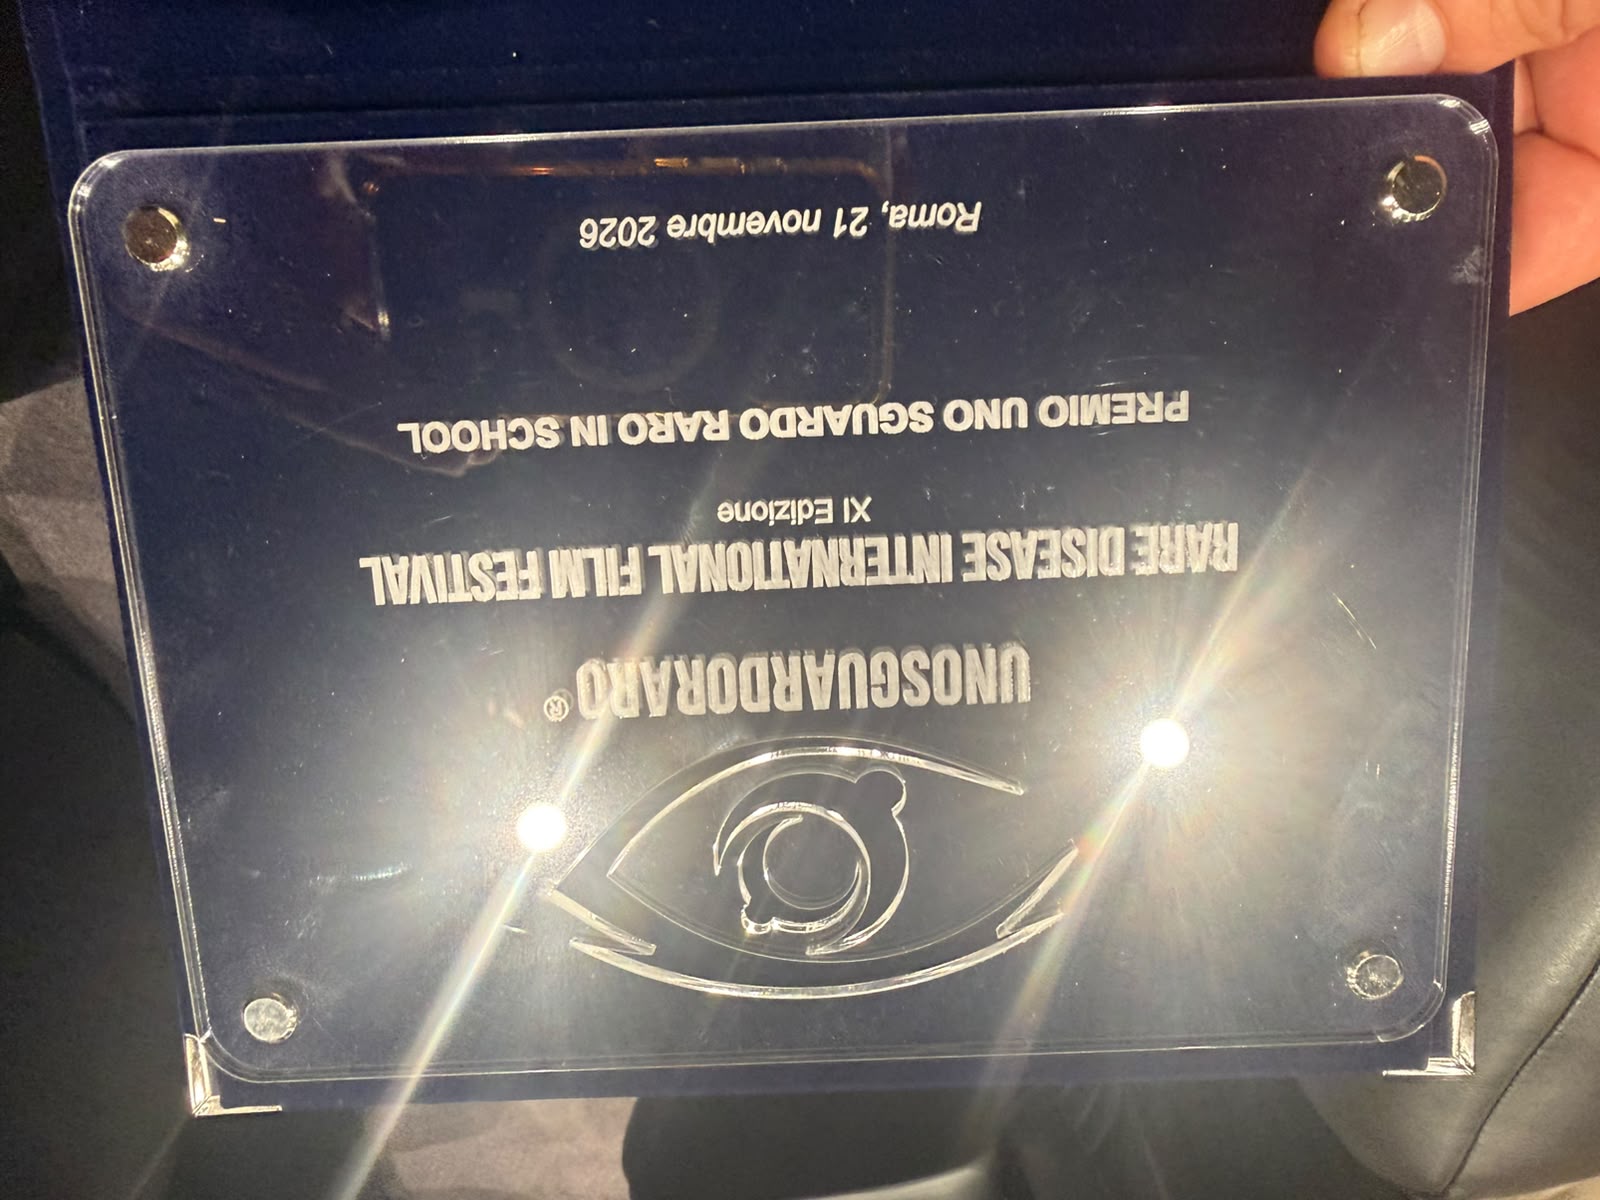 UNOSGUARDORARO®
RARE DISEASE INTERNATIONAL FILM FESTIVAL
XI Edizione
PREMIO UNO SGUARDO RARO IN SCHOOL
Roma, 21 novembre 2026